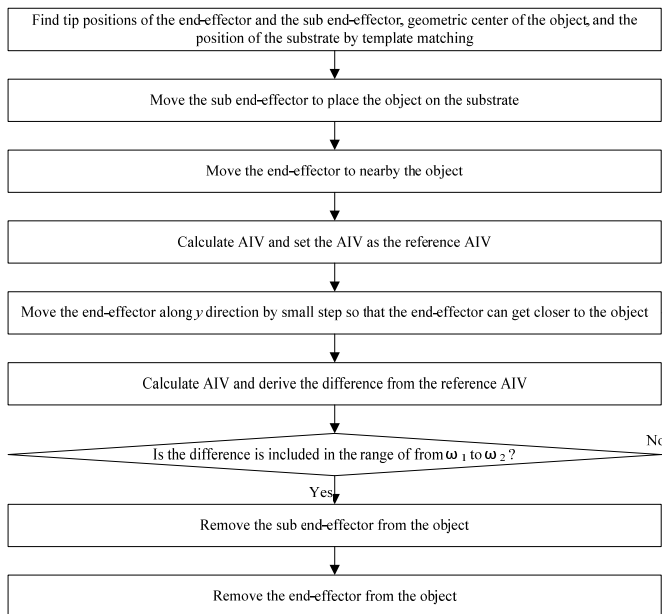 Find tip positions of the end-effector and the sub end-effector, geometric center of the object, and the
position of the substrate by template matching
Move the sub end-effector to place the object on the substrate
Move the end-effector to nearby the object
Calculate AIV and set the AIV as the reference AIV
Move the end-effector along y direction by small step so that the end-effector can get closer to the object
Calculate AIV and derive the difference from the reference AIV
No
Is the difference is included in the range of from ω1 to ω2 ?
Yes
Remove the sub end-effector from the object
Remove the end-effector from the object